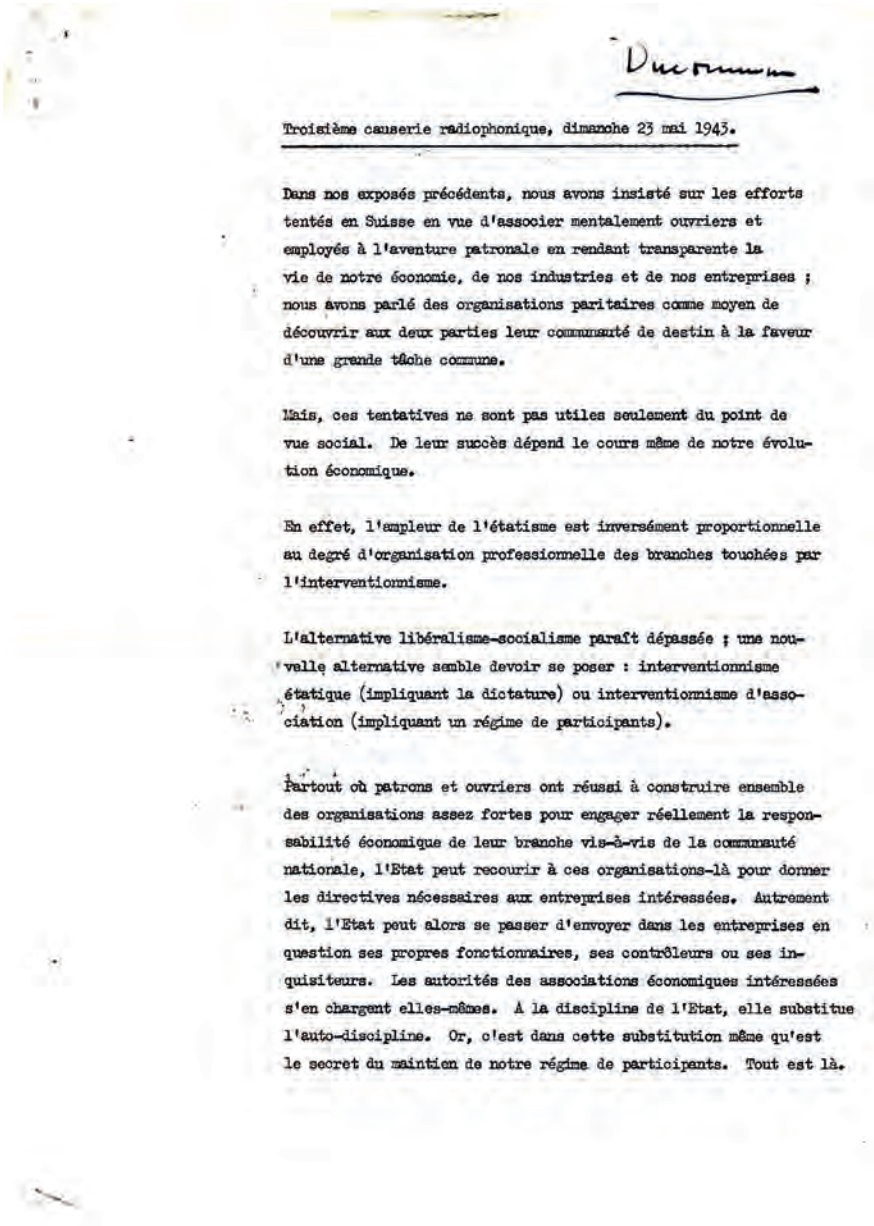 Ducommun
Troisième causerie radiophonique, dimanche 23 mai 1943.
Dans nos exposés précédents, nous avons insisté sur les efforts
tentés en Suisse en vue d'associer mentalement ouvriers et
employés à l'aventure patronale en rendant transparente la
vie de notre économie, de nos industries et de nos entreprises ;
nous avons parlé des organisations paritaires comme moyen de
découvrir aux deux parties leur communauté de destin à la faveur
d'une grande tâche commune.
Mais, ces tentatives ne sont pas utiles seulement du point de
vue social. De leur succès dépend le cours même de notre évolu-
tion économique.
En effet, l'ampleur de l'étatisme est inversément proportionnelle
au degré d'organisation professionnelle des branches touchées par
l'interventionnisme.
L'alternative libéralisme-socialisme paraît dépassée ; une nou-
velle alternative semble devoir se poser : interventionnisme
étatique (impliquant la dictature) ou interventionnisme d'asso-
ciation (impliquant un régime de participants).
Partout où patrons et ouvriers ont réussi à construire ensemble
des organisations assez fortes pour engager réellement la respon-
sabilité économique de leur branche vis-à-vis de la communauté
nationale, l'Etat peut recourir à ces organisations-là pour donner
les directives nécessaires aux entreprises intéressées. Autrement
dit, l'Etat peut alors se passer d'envoyer dans les entreprises en
question ses propres fonctionnaires, ses contrôleurs ou ses in-
quisiteurs. Les autorités des associations économiques intéressées
s'en chargent elles-mêmes. A la discipline de l'Etat, elle substitue
l'auto-discipline. Or, c'est dans cette substitution même qu'est
le secret du maintien de notre régime de participants. Tout est là.